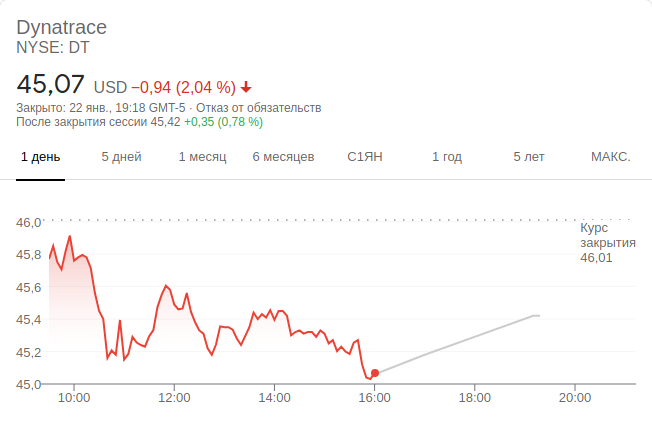 Dynatrace
NYSE: DT
45,07 USD −0,94 (2,04 %)
Закрыто: 22 янв., 19:18 GMT-5 · Отказ от обязательств
После закрытия сессии 45,42 +0,35 (0,78 %)
1 день 5 дней 1 месяц 6 месяцев С1ЯН 1 год 5 лет МАКС.
46,0
Курс
закрытия
46,01
45,8
45,6
45,4
45,2
45,0
10:00 12:00 14:00 16:00 18:00 20:00